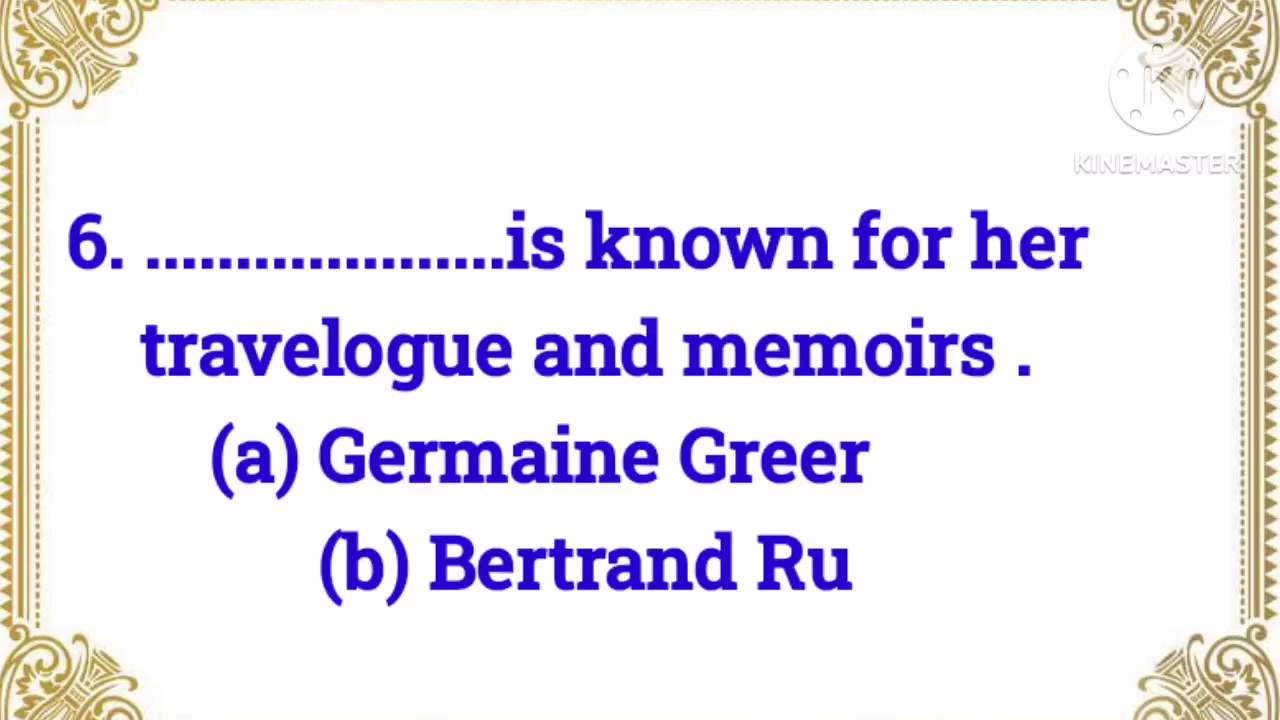 KINEMASTER
6. ....................is known for her
travelogue and memoirs .
(a) Germaine Greer
(b) Bertrand Ru